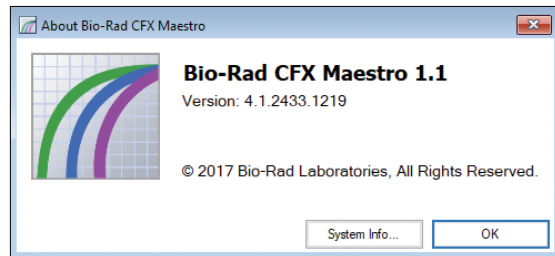 About Bio-Rad CFX Maestro
Bio-Rad CFX Maestro 1.1
Version: 4.1.2433.1219
© 2017 Bio-Rad Laboratories, All Rights Reserved.
System Info... OK